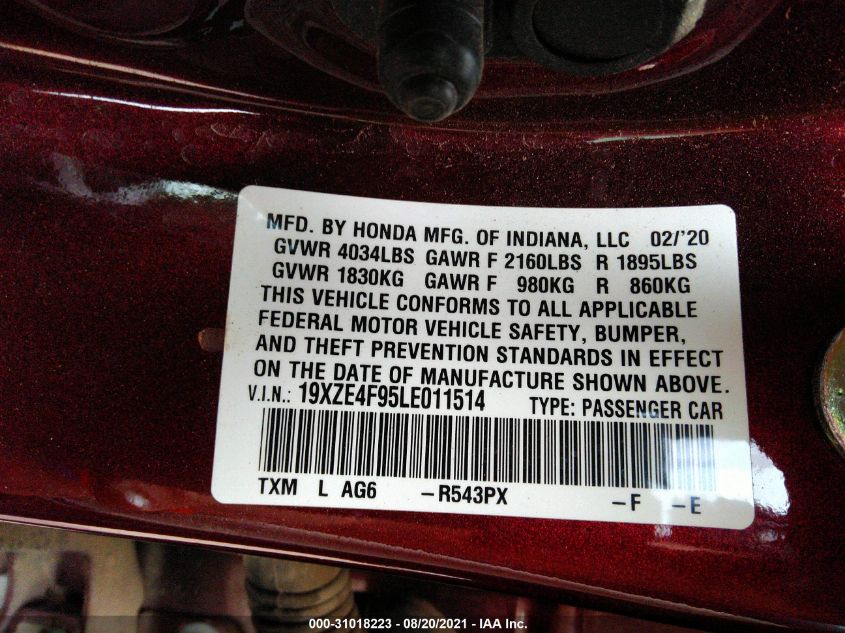 MFD. BY HONDA MFG. OF INDIANA, LLC 02/'20
GVWR 4034LBS GAWR F 2160LBS R 1895LBS
GVWR 1830KG GAWR F 980KG R 860KG
THIS VEHICLE CONFORMS TO ALL APPLICABLE
FEDERAL MOTOR VEHICLE SAFETY, BUMPER,
AND THEFT PREVENTION STANDARDS IN EFFECT
ON THE DATE OF MANUFACTURE SHOWN ABOVE.
V.I.N.: 19XZE4F95LE011514 TYPE: PASSENGER CAR
TXM L AG6 –R543PX –F –E
000-31018223 - 08/20/2021 - IAA Inc.